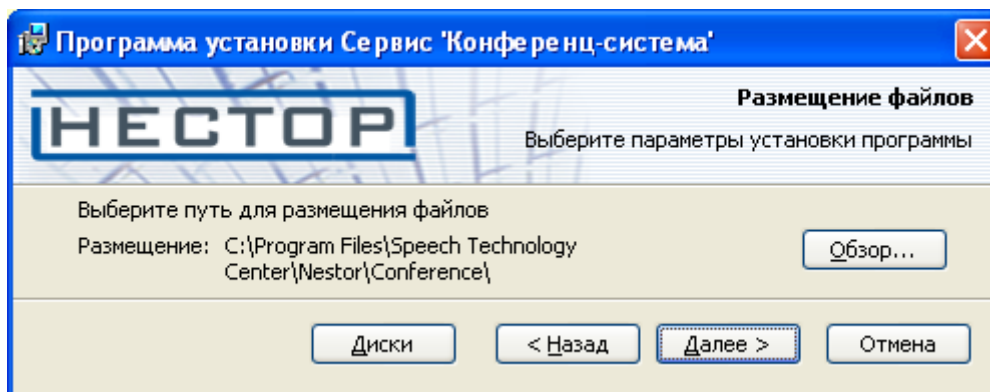 Программа установки Сервис 'Конференц-система'
НЕСТОР
Размещение файлов
Выберите параметры установки программы
Выберите путь для размещения файлов
Размещение: C:\Program Files\Speech Technology
Center\Nestor\Conference\
Обзор...
Диски < Назад Далее > Отмена